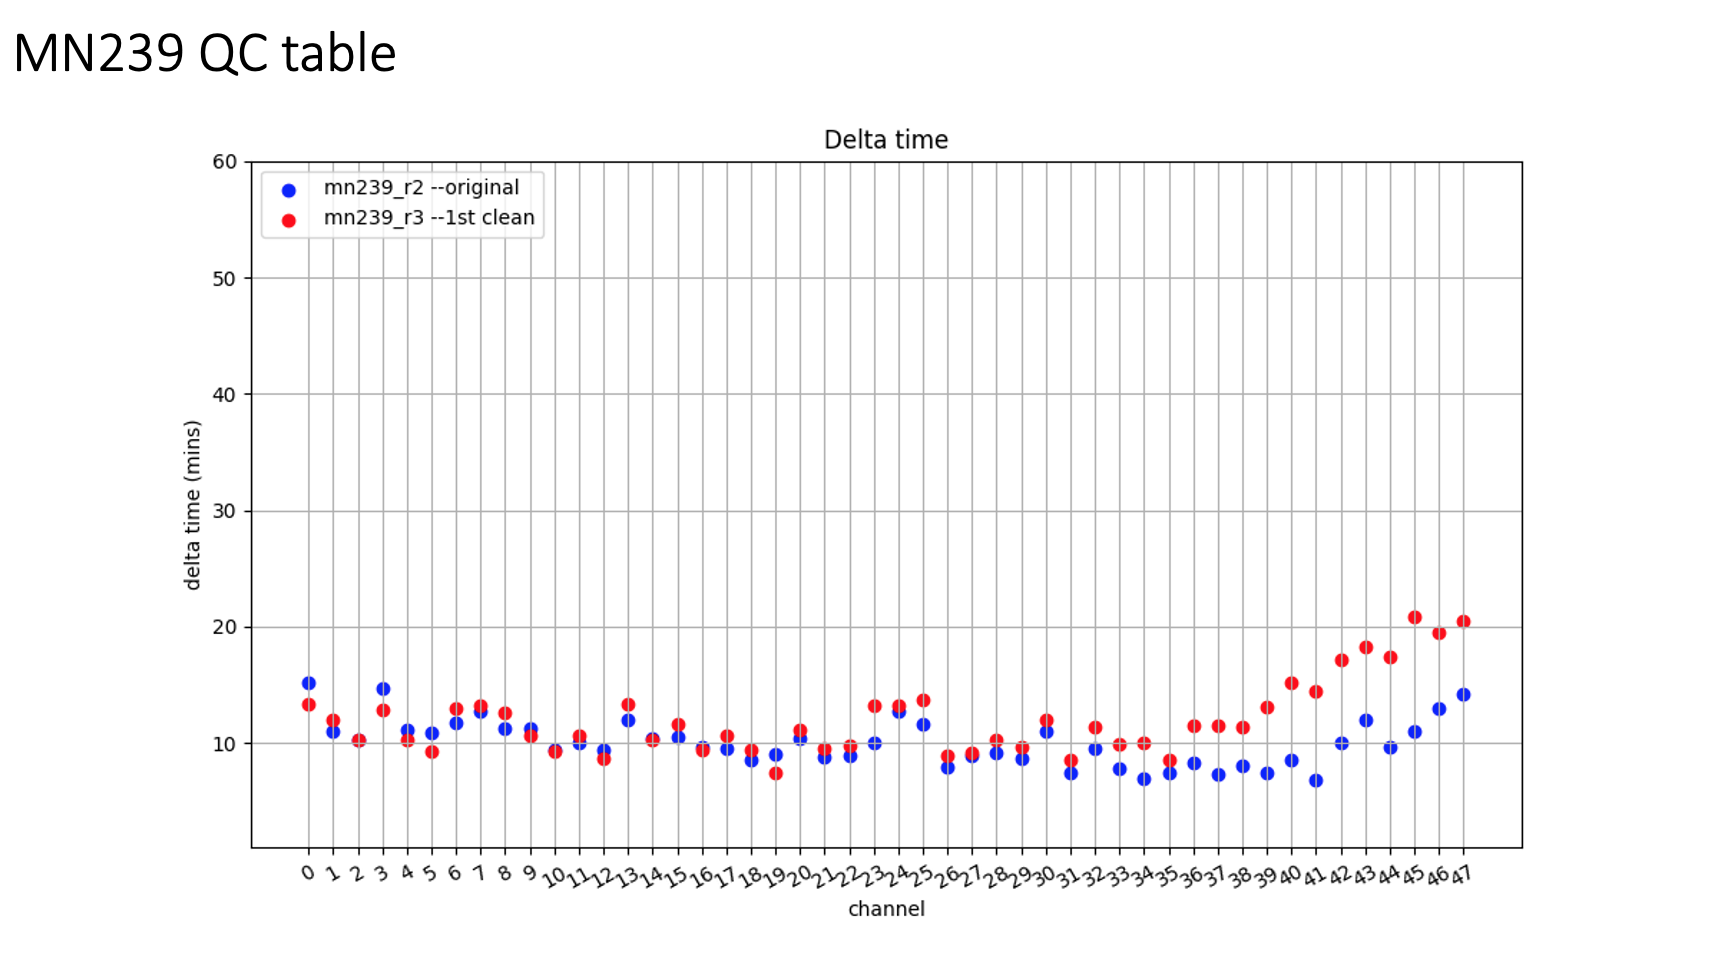 MN239 QC table
Delta time
60
mn239_r2 --original
mn239_r3 --1st clean
50
40
30
20
10
delta time (mins)
0 1 2 3 4 5 6 7 8 9 10 11 12 13 14 15 16 17 18 19 20 21 22 23 24 25 26 27 28 29 30 31 32 33 34 35 36 37 38 39 40 41 42 43 44 45 46 47
channel